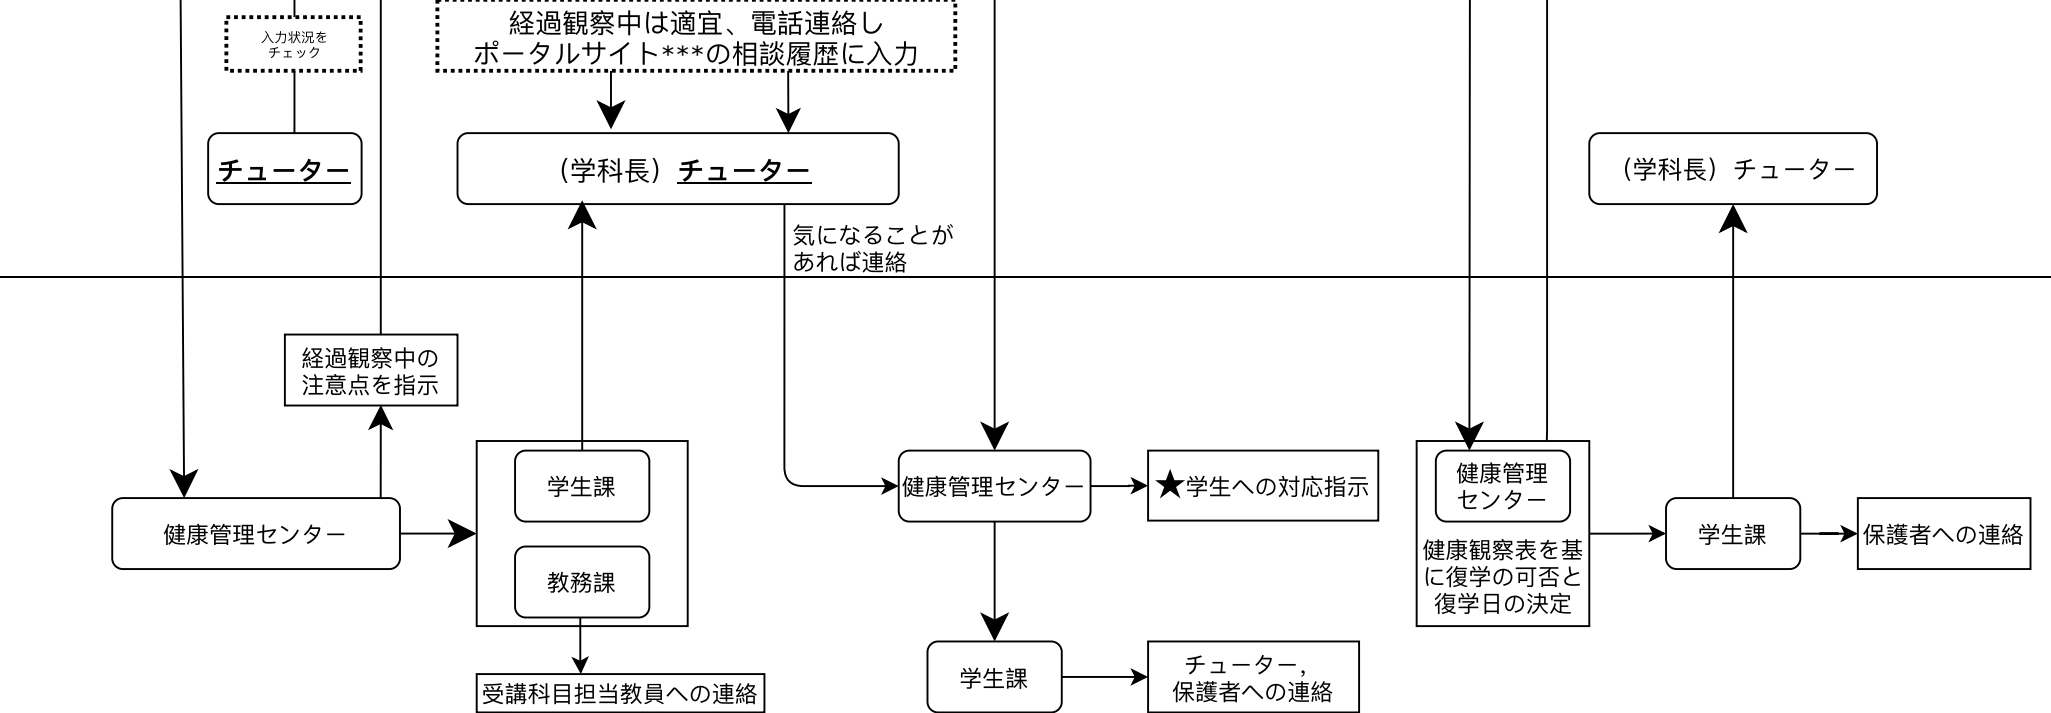 入力状況を
チェック
経過観察中は適宜、電話連絡し
ポータルサイト***の相談履歴に入力
チューター
（学科長）チューター
（学科長）チューター
気になることが
あれば連絡
経過観察中の
注意点を指示
健康管理センター
学生課
教務課
受講科目担当教員への連絡
健康管理センター
★学生への対応指示
学生課
チューター，
保護者への連絡
健康管理
センター
健康観察表を基
に復学の可否と
復学日の決定
学生課
保護者への連絡